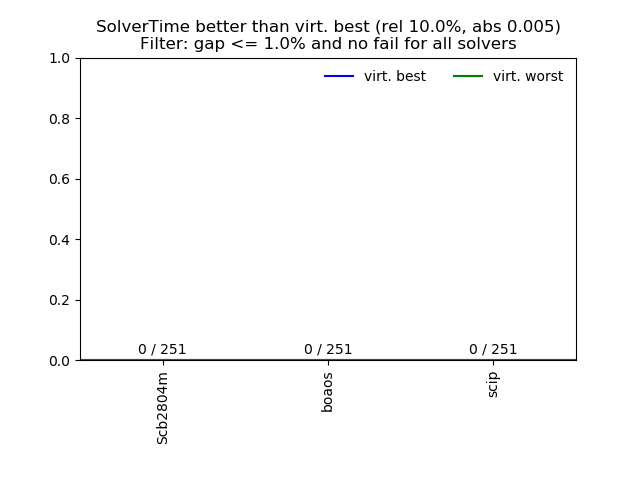 SolverTime better than virt. best (rel 10.0%, abs 0.005)
Filter: gap <= 1.0% and no fail for all solvers
virt. best
virt. worst
1.0
0.8
0.6
0.4
0.2
0.0
0 / 251
0 / 251
0 / 251
Scb2804m
boaos
scip